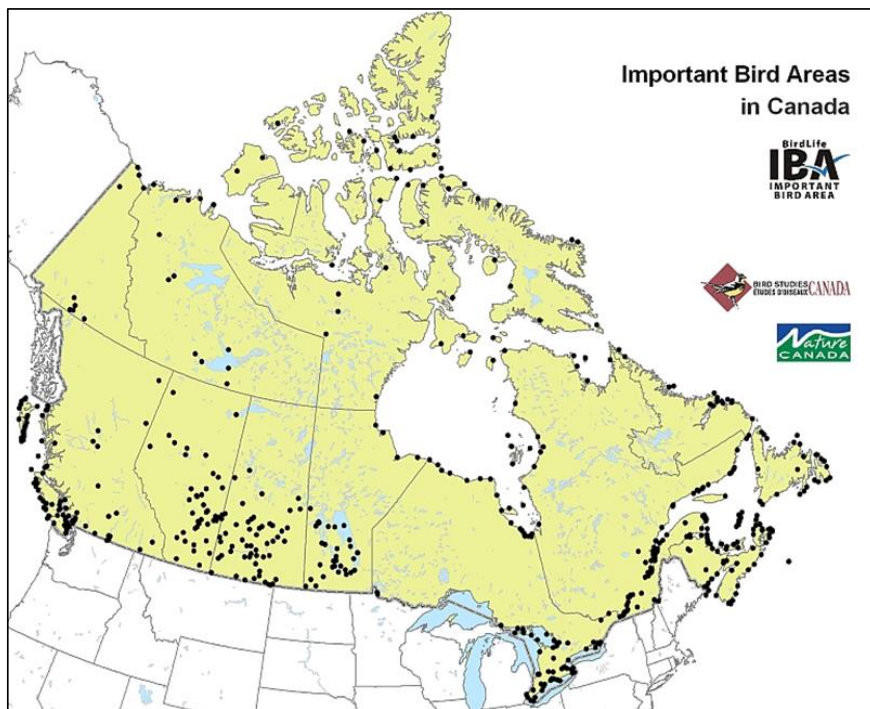 Important Bird Areas
in Canada
BirdLife
IBA
IMPORTANT
BIRD AREA
BIRD STUDIES
ÉTUDES D'OISEAUX
CANADA
Nature
CANADA